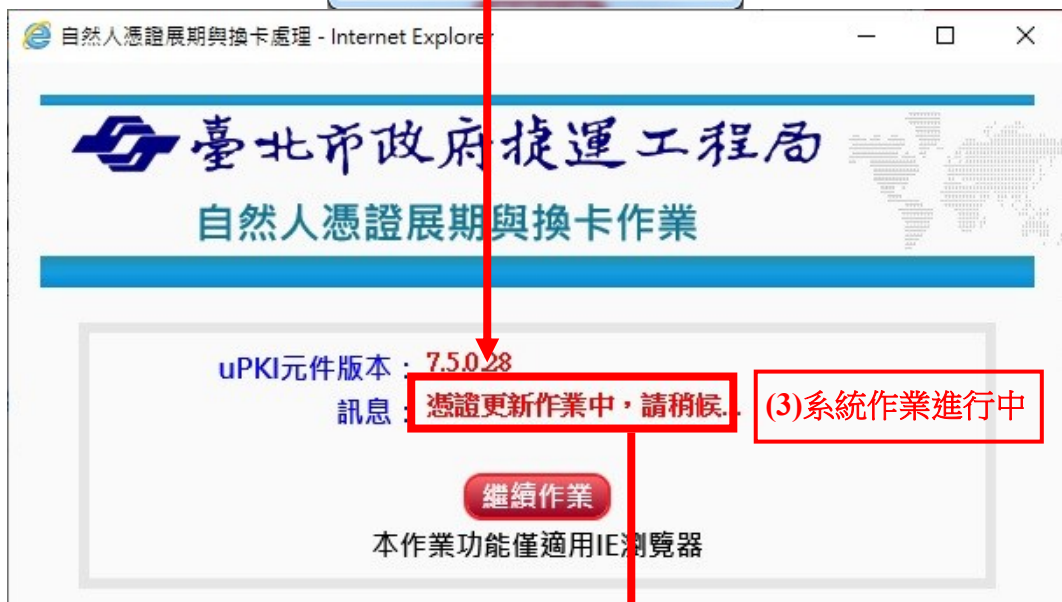 自然人憑證展期與換卡處理 - Internet Explorer
臺北市政府捷運工程局
自然人憑證展期與換卡作業
uPKI元件版本：7.5.0.28
訊息：憑證更新作業中，請稍候... (3)系統作業進行中
繼續作業
本作業功能僅適用IE瀏覽器